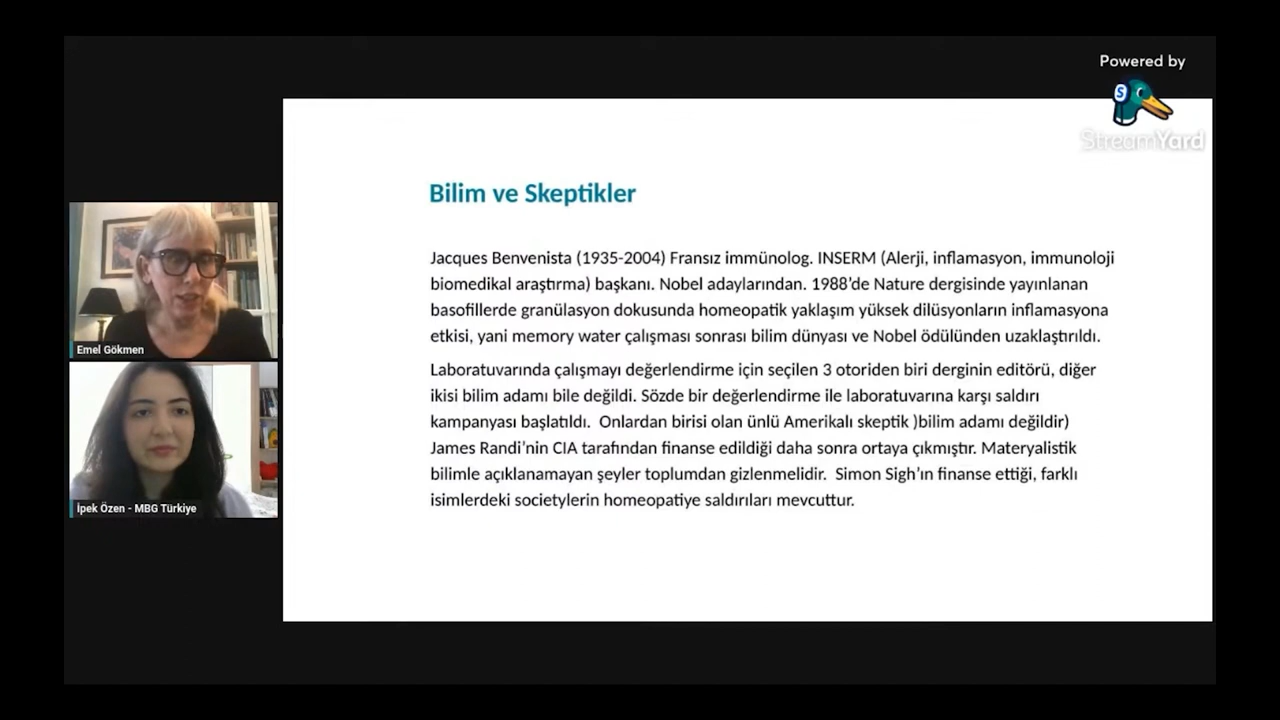 Powered by
StreamYard
Bilim ve Skeptikler
Jacques Benvenista (1935-2004) Fransız immünolog. INSERM (Alerji, inflamasyon, immunoloji
biomedikal araştırma) başkanı. Nobel adaylarından. 1988’de Nature dergisinde yayınlanan
basofillerde granülasyon dokusunda homeopatik yaklaşım yüksek dilüsyonların inflamasyona
etkisi, yani memory water çalışması sonrası bilim dünyası ve Nobel ödülünden uzaklaştırıldı.
Laboratuvarında çalışmayı değerlendirme için seçilen 3 otoriden biri derginin editörü, diğer
ikisi bilim adamı bile değildi. Sözde bir değerlendirme ile laboratuvarına karşı saldırı
kampanyası başlatıldı.  Onlardan birisi olan ünlü Amerikalı skeptik )bilim adamı değildir)
James Randi’nin CIA tarafından finanse edildiği daha sonra ortaya çıkmıştır. Materyalistik
bilimle açıklanamayan şeyler toplumdan gizlenmelidir.  Simon Sigh’ın finanse ettiği, farklı
isimlerdeki societylerin homeopatiye saldırıları mevcuttur.
Emel Gökmen
İpek Özen - MBG Türkiye